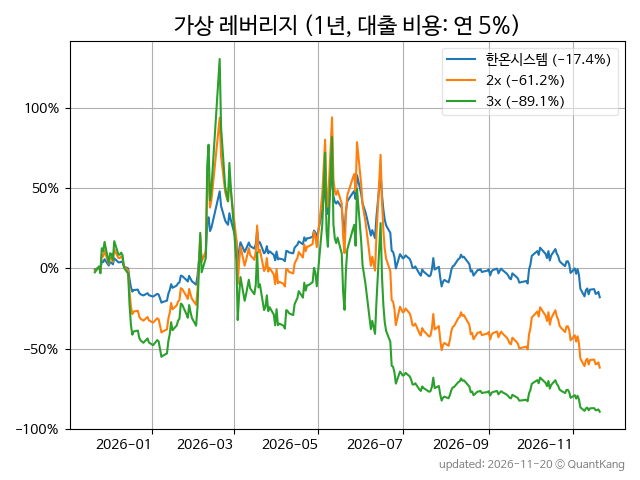 가상 레버리지 (1년, 대출 비용: 연 5%)
한온시스템 (−17.4%)
2x (−61.2%)
3x (−89.1%)
100%
50%
0%
−50%
−100%
2026-01 2026-03 2026-05 2026-07 2026-09 2026-11
updated: 2026-11-20 © QuantKang